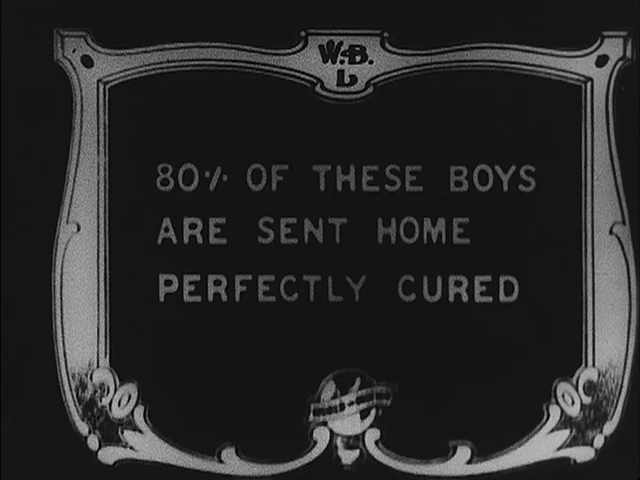 W.-B.
L
80% OF THESE BOYS
ARE SENT HOME
PERFECTLY CURED